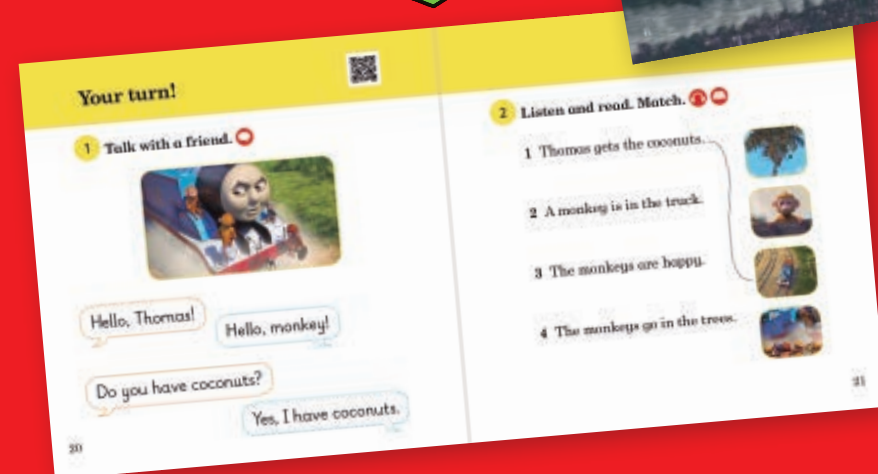 Your turn!
1 Talk with a friend.
Hello, Thomas!
Hello, monkey!
Do you have coconuts?
Yes, I have coconuts.
20
2 Listen and read. Match.
1 Thomas gets the coconuts.
2 A monkey is in the truck.
3 The monkeys are happy.
4 The monkeys go in the trees.
21